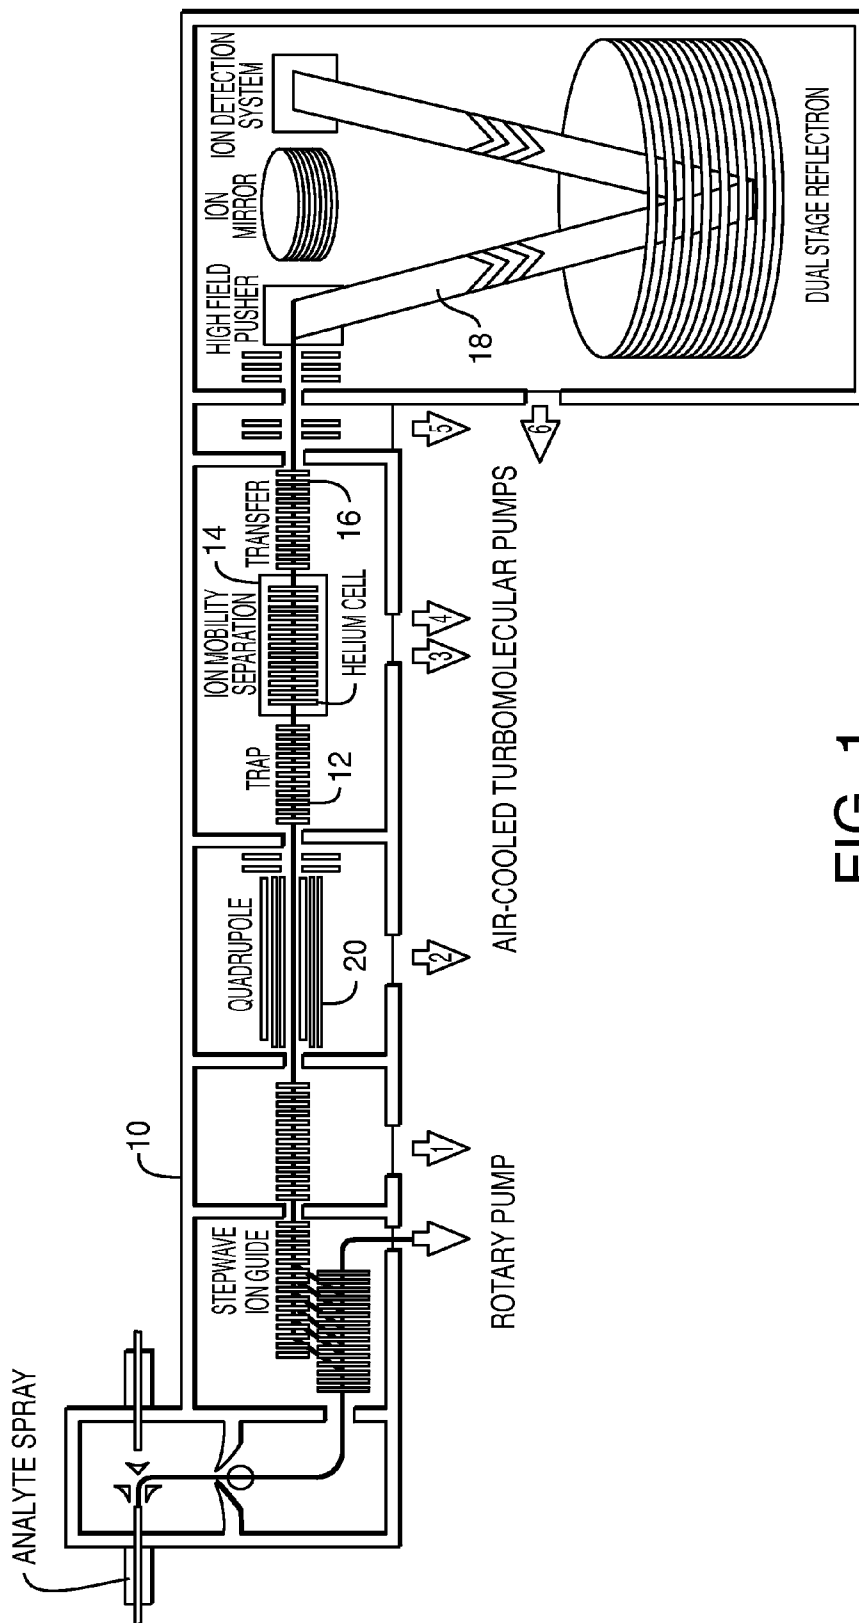 ANALYTE SPRAY
10
STEPWAVE
ION GUIDE
QUADRUPOLE
20
TRAP
12
ION MOBILITY
SEPARATION
14
HELIUM CELL
TRANSFER
16
HIGH FIELD
PUSHER
ION
MIRROR
ION DETECTION
SYSTEM
18
DUAL STAGE REFLECTRON
ROTARY PUMP
1
2
3
4
5
6
AIR-COOLED TURBOMOLECULAR PUMPS
FIG. 1